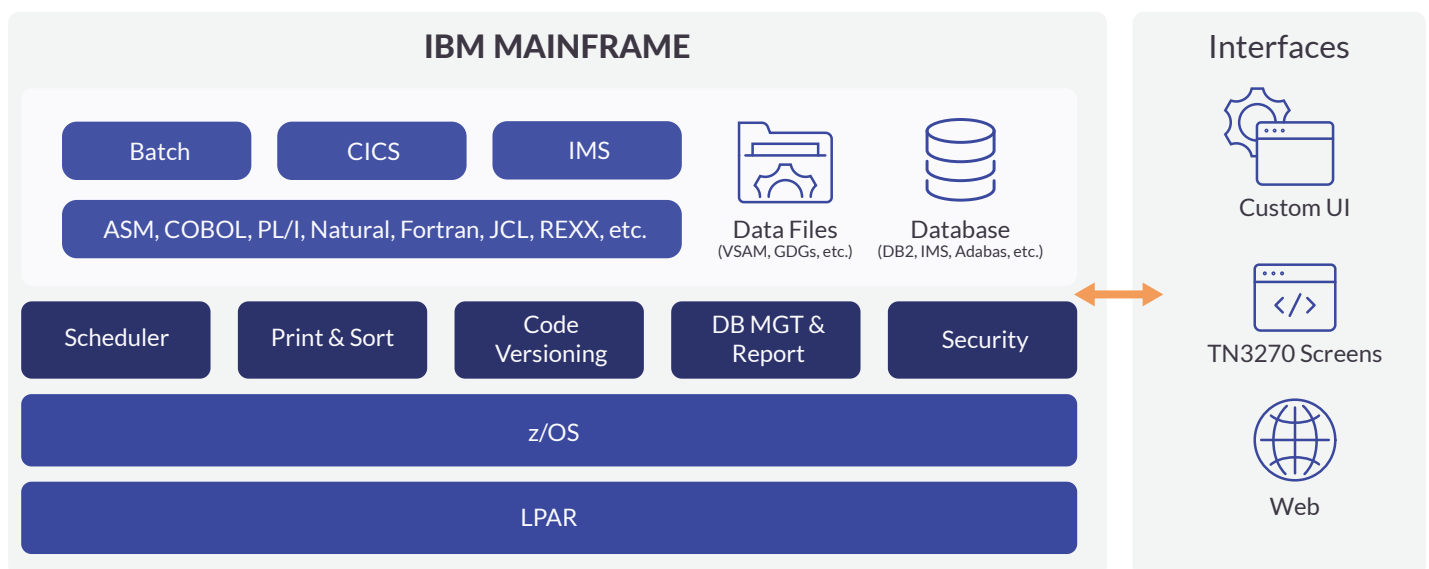 IBM MAINFRAME
Batch
CICS
IMS
ASM, COBOL, PL/I, Natural, Fortran, JCL, REXX, etc.
Data Files
(VSAM, GDGs, etc.)
Database
(DB2, IMS, Adabas, etc.)
Scheduler
Print & Sort
Code
Versioning
DB MGT &
Report
Security
z/OS
LPAR
Interfaces
Custom UI
</>
TN3270 Screens
Web